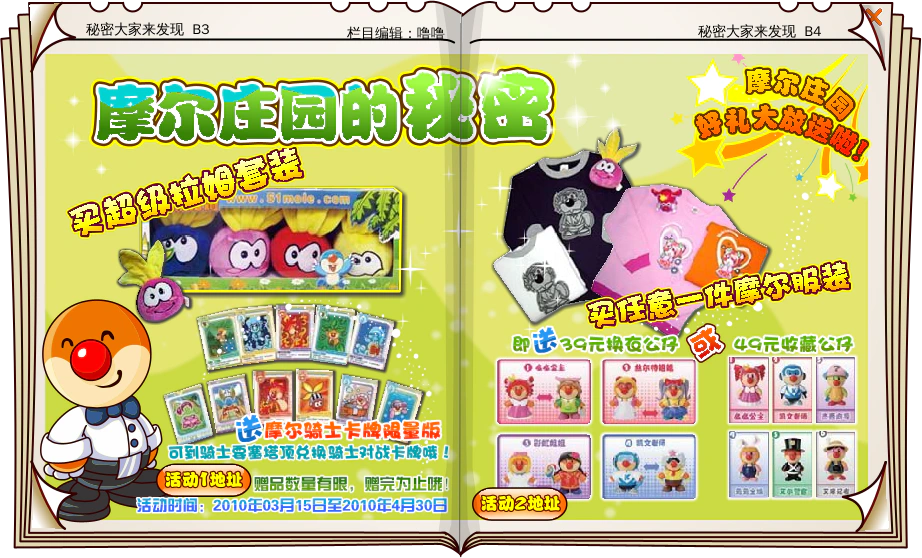 秘密大家来发现 B3
栏目编辑：噜噜
秘密大家来发现 B4
摩尔庄园的秘密
摩尔庄园
好礼大放送啦！
买超级拉姆套装
www.51mole.com
买任意一件摩尔服装
即送39元换衣公仔 或 49元收藏公仔
送摩尔骑士卡牌限量版
可到骑士尊塞塔顶兑换骑士对战卡牌哦！
活动1地址
赠品数量有限，赠完为止哦！
活动时间：2010年03月15日至2010年4月30日
活动2地址